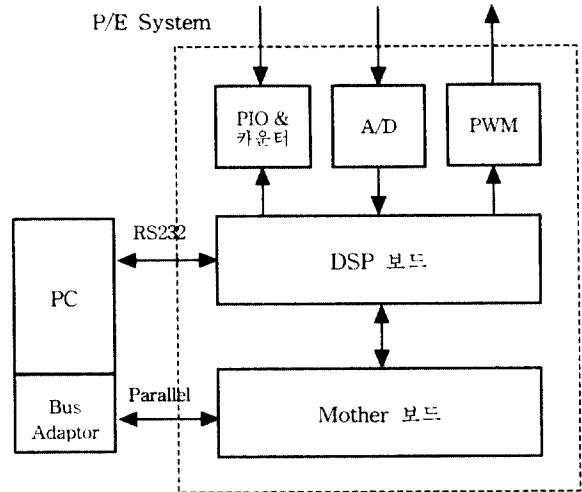 P/E System
PIO &
카운터
A/D
PWM
RS232
DSP 보드
PC
Parallel
Bus
Adaptor
Mother 보드